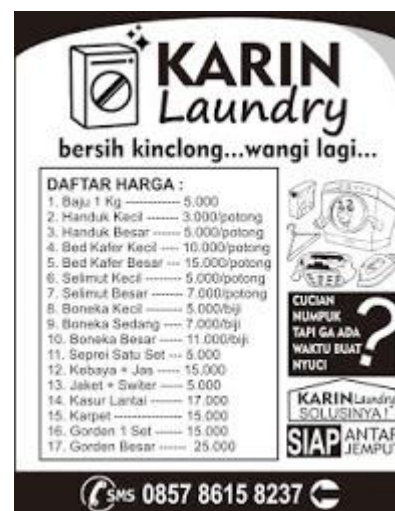 KARIN
Laundry
bersih kinclong...wangi lagi...
DAFTAR HARGA :
1. Baju 1 Kg ------------ 5.000
2. Handuk Kecil -------- 3.000/potong
3. Handuk Besar ------ 5.000/potong
4. Bed Kafer Kecil ---- 10.000/potong
5. Bed Kafer Besar --- 15.000/potong
6. Selimut Kecil -------- 5.000/potong
7. Selimut Besar ------- 7.000/potong
8. Boneka Kecil ------- 5.000/biji
9. Boneka Sedang ---- 7.000/biji
10. Boneka Besar ----- 11.000/biji
11. Seprei Satu Set --- 5.000
12. Kebaya + Jas ----- 15.000
13. Jaket + Switer ----- 5.000
14. Kasur Lantai ------- 17.000
15. Karpet -------------- 15.000
16. Gorden 1 Set ------ 15.000
17. Gorden Besar ------ 25.000
CUCIAN
NUMPUK
TAPI GA ADA
WAKTU BUAT
NYUCI
?
KARIN Laundry
SOLUSINYA !
SIAP ANTAR
JEMPUT
SMS 0857 8615 8237